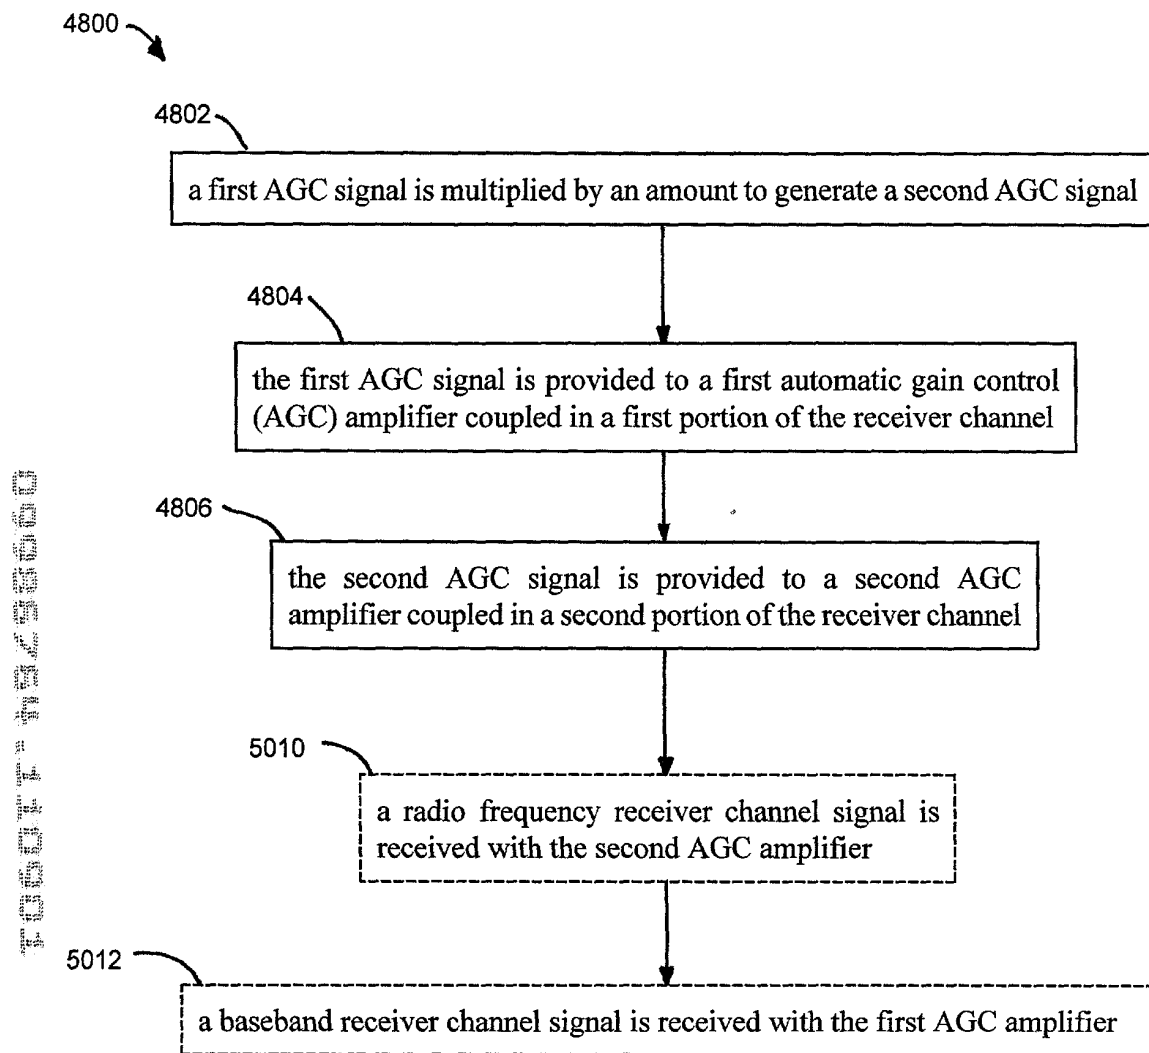 4800
4802
a first AGC signal is multiplied by an amount to generate a second AGC signal
4804
the first AGC signal is provided to a first automatic gain control
(AGC) amplifier coupled in a first portion of the receiver channel
4806
the second AGC signal is provided to a second AGC
amplifier coupled in a second portion of the receiver channel
5010
a radio frequency receiver channel signal is
received with the second AGC amplifier
5012
a baseband receiver channel signal is received with the first AGC amplifier